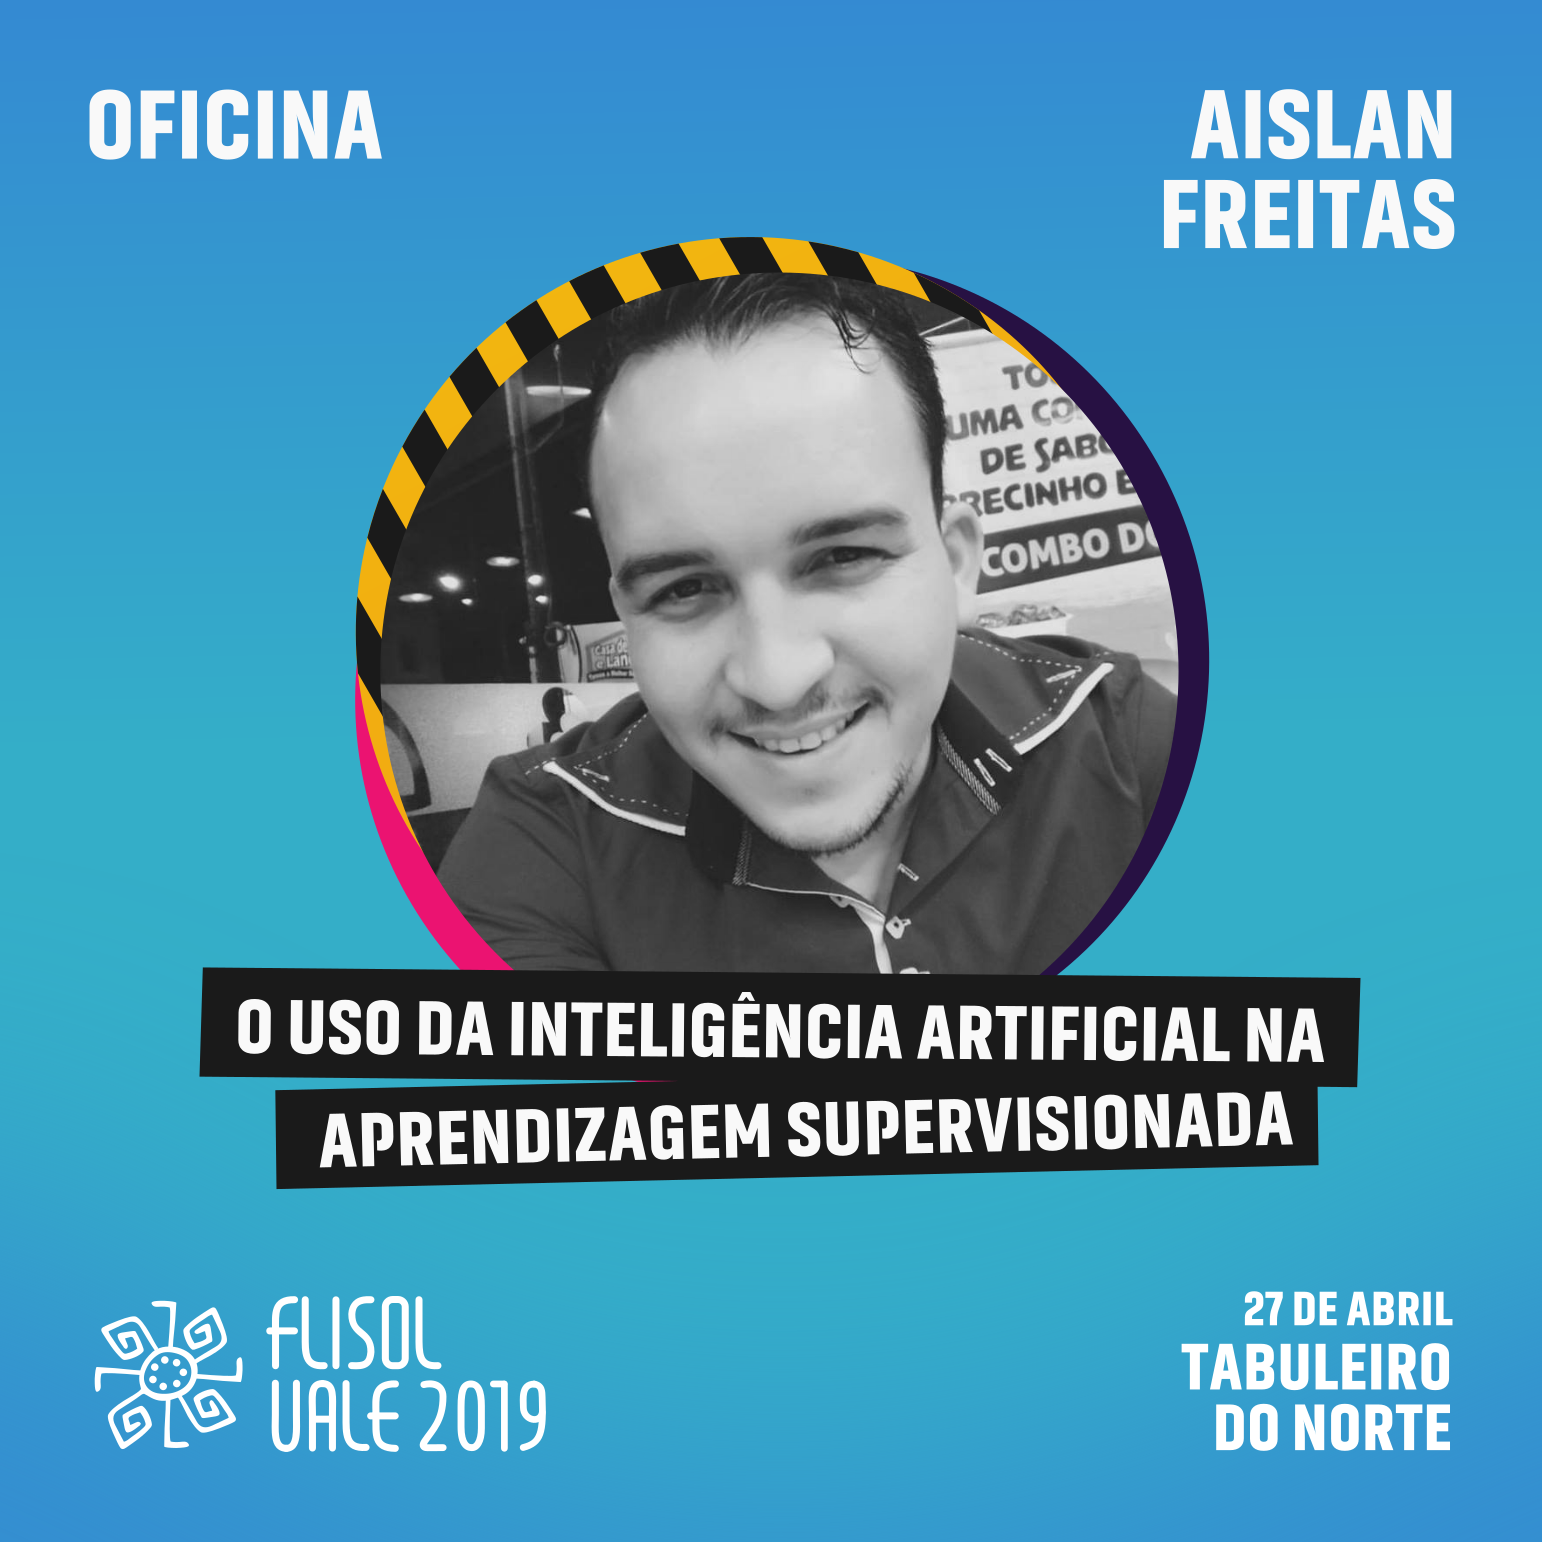 OFICINA
AISLAN
FREITAS
UMA
DE
COMBO
O USO DA INTELIGÊNCIA ARTIFICIAL NA
APRENDIZAGEM SUPERVISIONADA
FLISOL
VALE 2019
27 DE ABRIL
TABULEIRO
DO NORTE